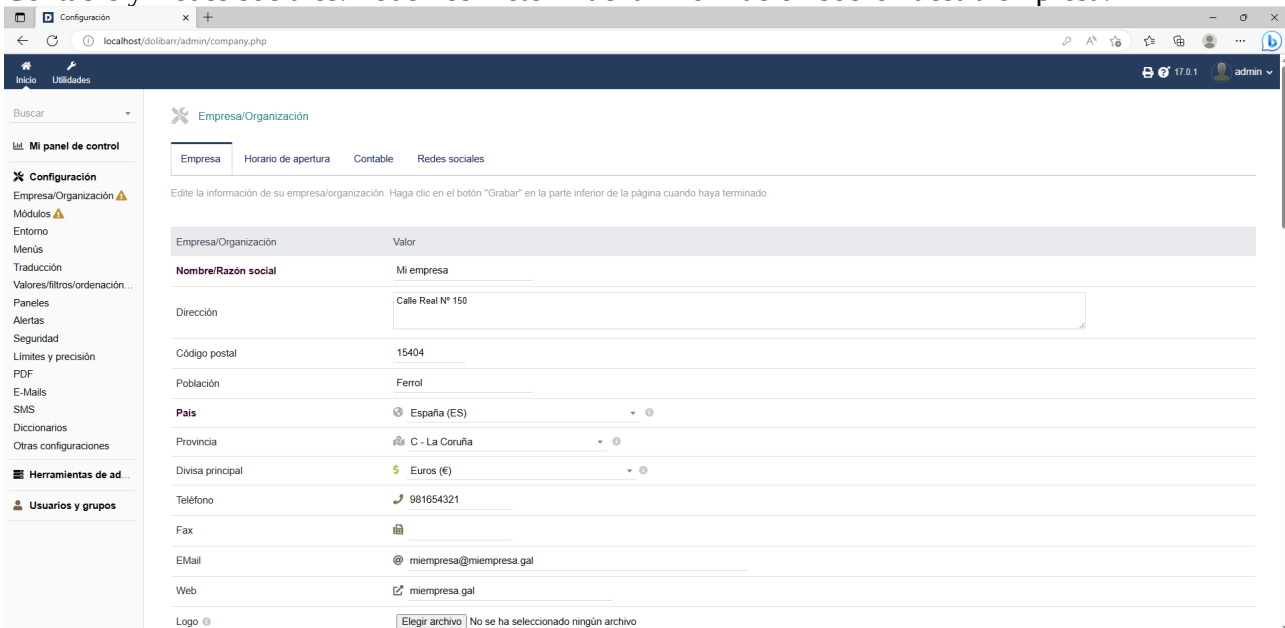 Configuración
localhost/dolibarr/admin/company.php
Inicio Utilidades
17.0.1 admin
Buscar
Empresa/Organización
Mi panel de control
Empresa Horario de apertura Contable Redes sociales
Configuración
Empresa/Organización
Edite la información de su empresa/organización. Haga clic en el botón "Grabar" en la parte inferior de la página cuando haya terminado.
Módulos
Entorno
Menús
Traducción
Valores/filtros/ordenación...
Paneles
Alertas
Seguridad
Límites y precisión
PDF
E-Mails
SMS
Diccionarios
Otras configuraciones
Herramientas de ad...
Usuarios y grupos
Empresa/Organización Valor
Nombre/Razón social Mi empresa
Dirección Calle Real Nº 150
Código postal 15404
Población Ferrol
País España (ES)
Provincia C - La Coruña
Divisa principal $ Euros (€)
Teléfono 981654321
Fax
EMail @ miempresa@miempresa.gal
Web miempresa.gal
Logo Elegir archivo No se ha seleccionado ningún archivo